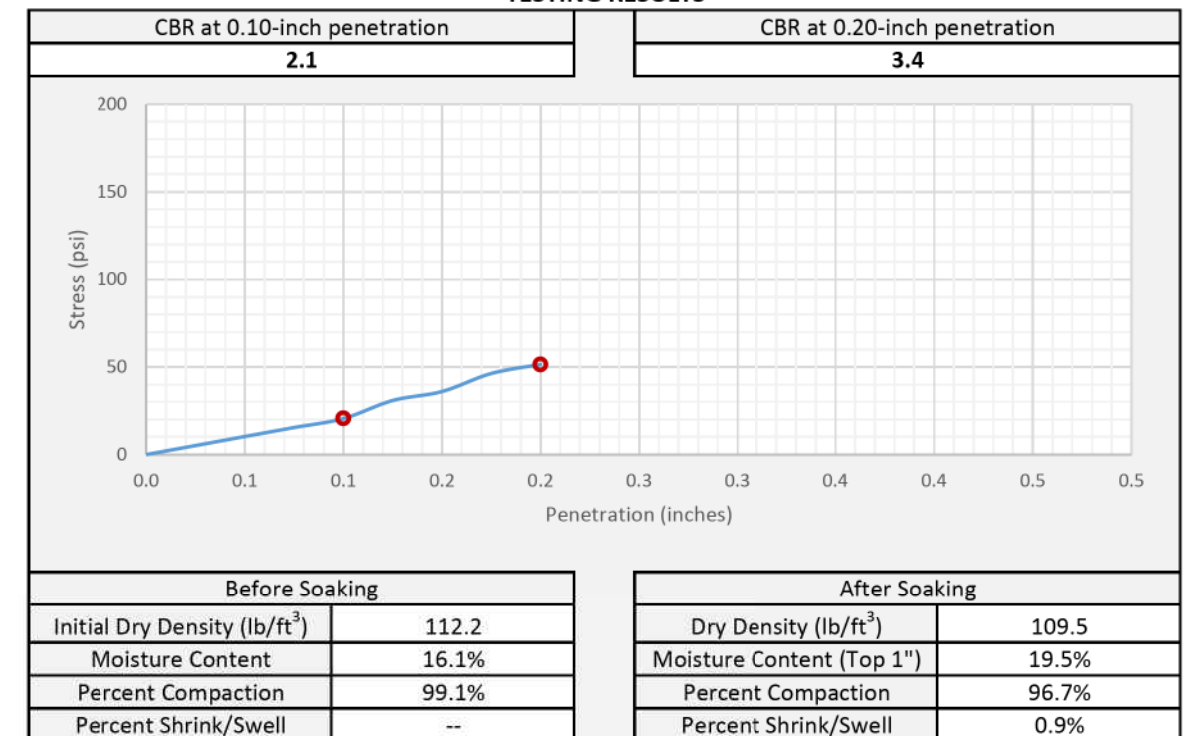 TESTING RESULTS
CBR at 0.10-inch penetration
2.1
CBR at 0.20-inch penetration
3.4
200
150
100
50
0
Stress (psi)
0.0 0.1 0.1 0.2 0.2 0.3 0.3 0.4 0.4 0.5 0.5
Penetration (inches)
Before Soaking
Initial Dry Density (lb/ft³) 112.2
Moisture Content 16.1%
Percent Compaction 99.1%
Percent Shrink/Swell --
After Soaking
Dry Density (lb/ft³) 109.5
Moisture Content (Top 1") 19.5%
Percent Compaction 96.7%
Percent Shrink/Swell 0.9%